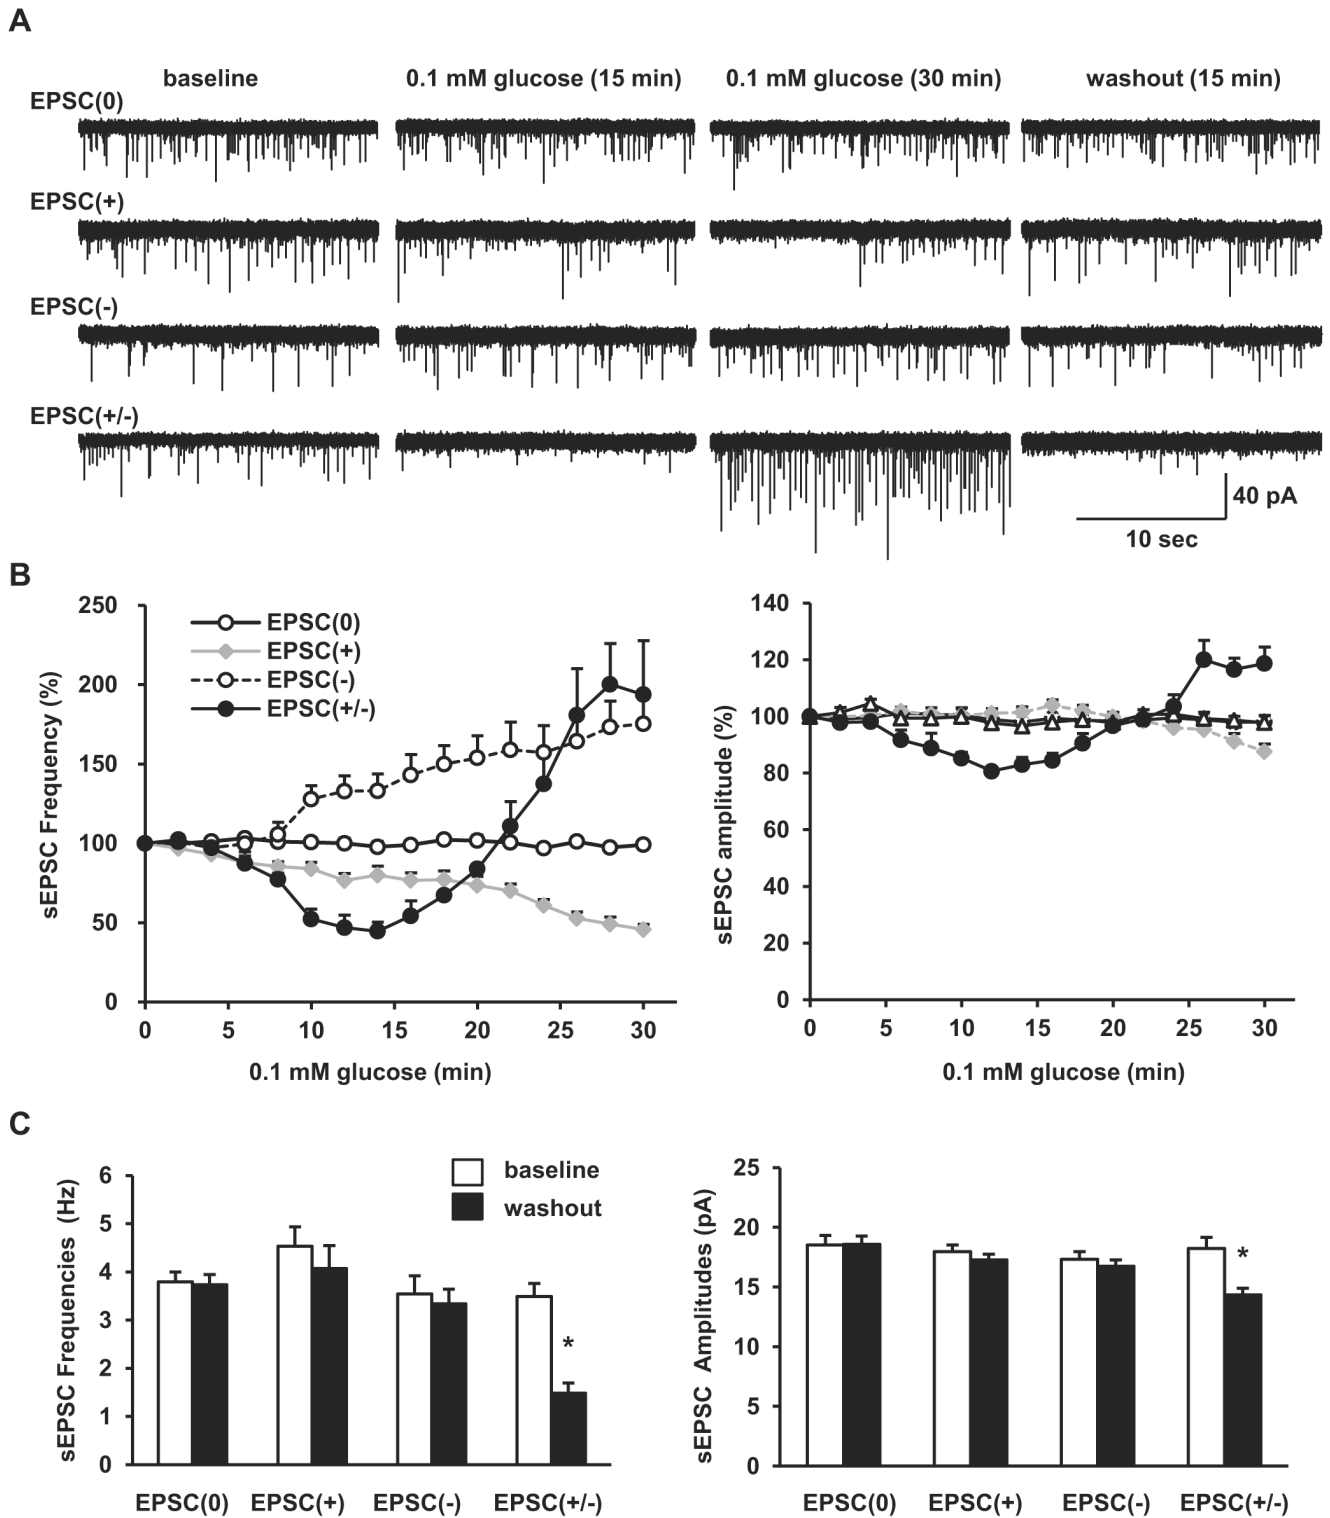 A
baseline
0.1 mM glucose (15 min)
0.1 mM glucose (30 min)
washout (15 min)
EPSC(0)
EPSC(+)
EPSC(-)
EPSC(+/-)
40 pA
10 sec
B
sEPSC Frequency (%)
250
200
150
100
50
0
EPSC(0)
EPSC(+)
EPSC(-)
EPSC(+/-)
0 5 10 15 20 25 30
0.1 mM glucose (min)
sEPSC amplitude (%)
140
120
100
80
60
40
20
0
0 5 10 15 20 25 30
0.1 mM glucose (min)
C
sEPSC Frequencies (Hz)
6
5
4
3
2
1
0
baseline
washout
*
EPSC(0) EPSC(+) EPSC(-) EPSC(+/-)
sEPSC Amplitudes (pA)
25
20
15
10
5
0
*
EPSC(0) EPSC(+) EPSC(-) EPSC(+/-)